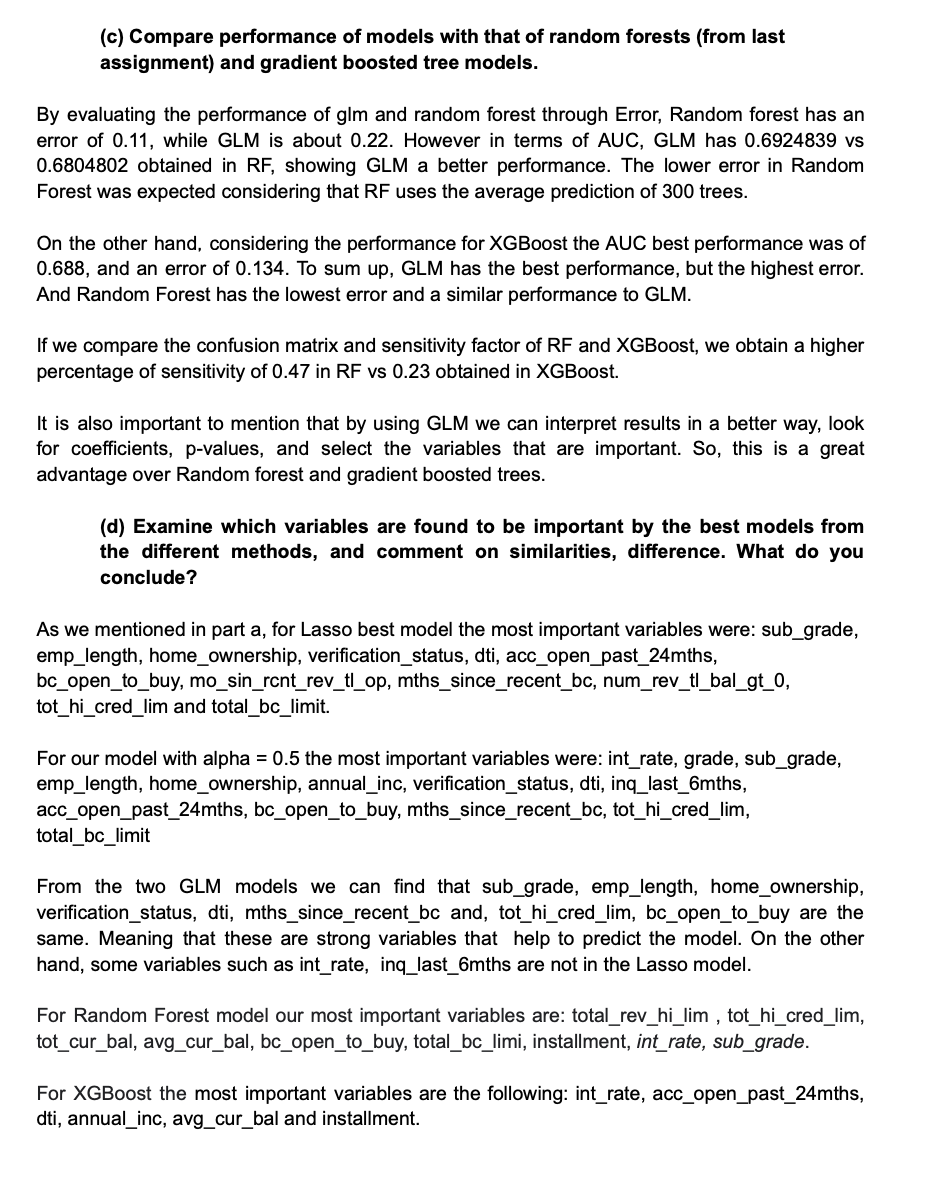 (c) Compare performance of models with that of random forests (from last
assignment) and gradient boosted tree models.
By evaluating the performance of glm and random forest through Error, Random forest has an
error of 0.11, while GLM is about 0.22. However in terms of AUC, GLM has 0.6924839 vs
0.6804802 obtained in RF, showing GLM a better performance. The lower error in Random
Forest was expected considering that RF uses the average prediction of 300 trees.
On the other hand, considering the performance for XGBoost the AUC best performance was of
0.688, and an error of 0.134. To sum up, GLM has the best performance, but the highest error.
And Random Forest has the lowest error and a similar performance to GLM.
If we compare the confusion matrix and sensitivity factor of RF and XGBoost, we obtain a higher
percentage of sensitivity of 0.47 in RF vs 0.23 obtained in XGBoost.
It is also important to mention that by using GLM we can interpret results in a better way, look
for coefficients, p-values, and select the variables that are important. So, this is a great
advantage over Random forest and gradient boosted trees.
(d) Examine which variables are found to be important by the best models from
the different methods, and comment on similarities, difference. What do you
conclude?
As we mentioned in part a, for Lasso best model the most important variables were: sub_grade,
emp_length, home_ownership, verification_status, dti, acc_open_past_24mths,
bc_open_to_buy, mo_sin_rcnt_rev_tl_op, mths_since_recent_bc, num_rev_tl_bal_gt_0,
tot_hi_cred_lim and total_bc_limit.
For our model with alpha = 0.5 the most important variables were: int_rate, grade, sub_grade,
emp_length, home_ownership, annual_inc, verification_status, dti, inq_last_6mths,
acc_open_past_24mths, bc_open_to_buy, mths_since_recent_bc, tot_hi_cred_lim,
total_bc_limit
From the two GLM models we can find that sub_grade, emp_length, home_ownership,
verification_status, dti, mths_since_recent_bc and, tot_hi_cred_lim, bc_open_to_buy are the
same. Meaning that these are strong variables that help to predict the model. On the other
hand, some variables such as int_rate, inq_last_6mths are not in the Lasso model.
For Random Forest model our most important variables are: total_rev_hi_lim , tot_hi_cred_lim,
tot_cur_bal, avg_cur_bal, bc_open_to_buy, total_bc_limi, installment, int_rate, sub_grade.
For XGBoost the most important variables are the following: int_rate, acc_open_past_24mths,
dti, annual_inc, avg_cur_bal and installment.